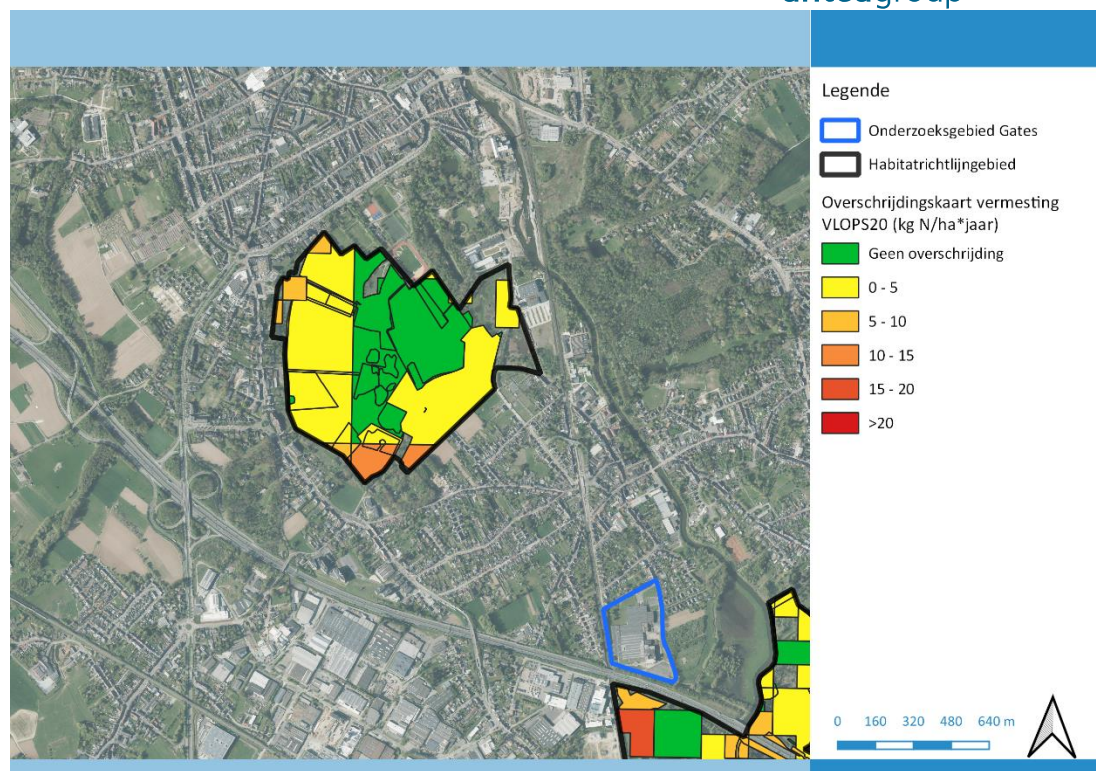 anteagroup
Legende
Onderzoeksgebied Gates
Habitatrichtlijngebied
Overschrijdingskaart vermesting
VLOPS20 (kg N/ha*jaar)
Geen overschrijding
0 - 5
5 - 10
10 - 15
15 - 20
>20
0 160 320 480 640 m